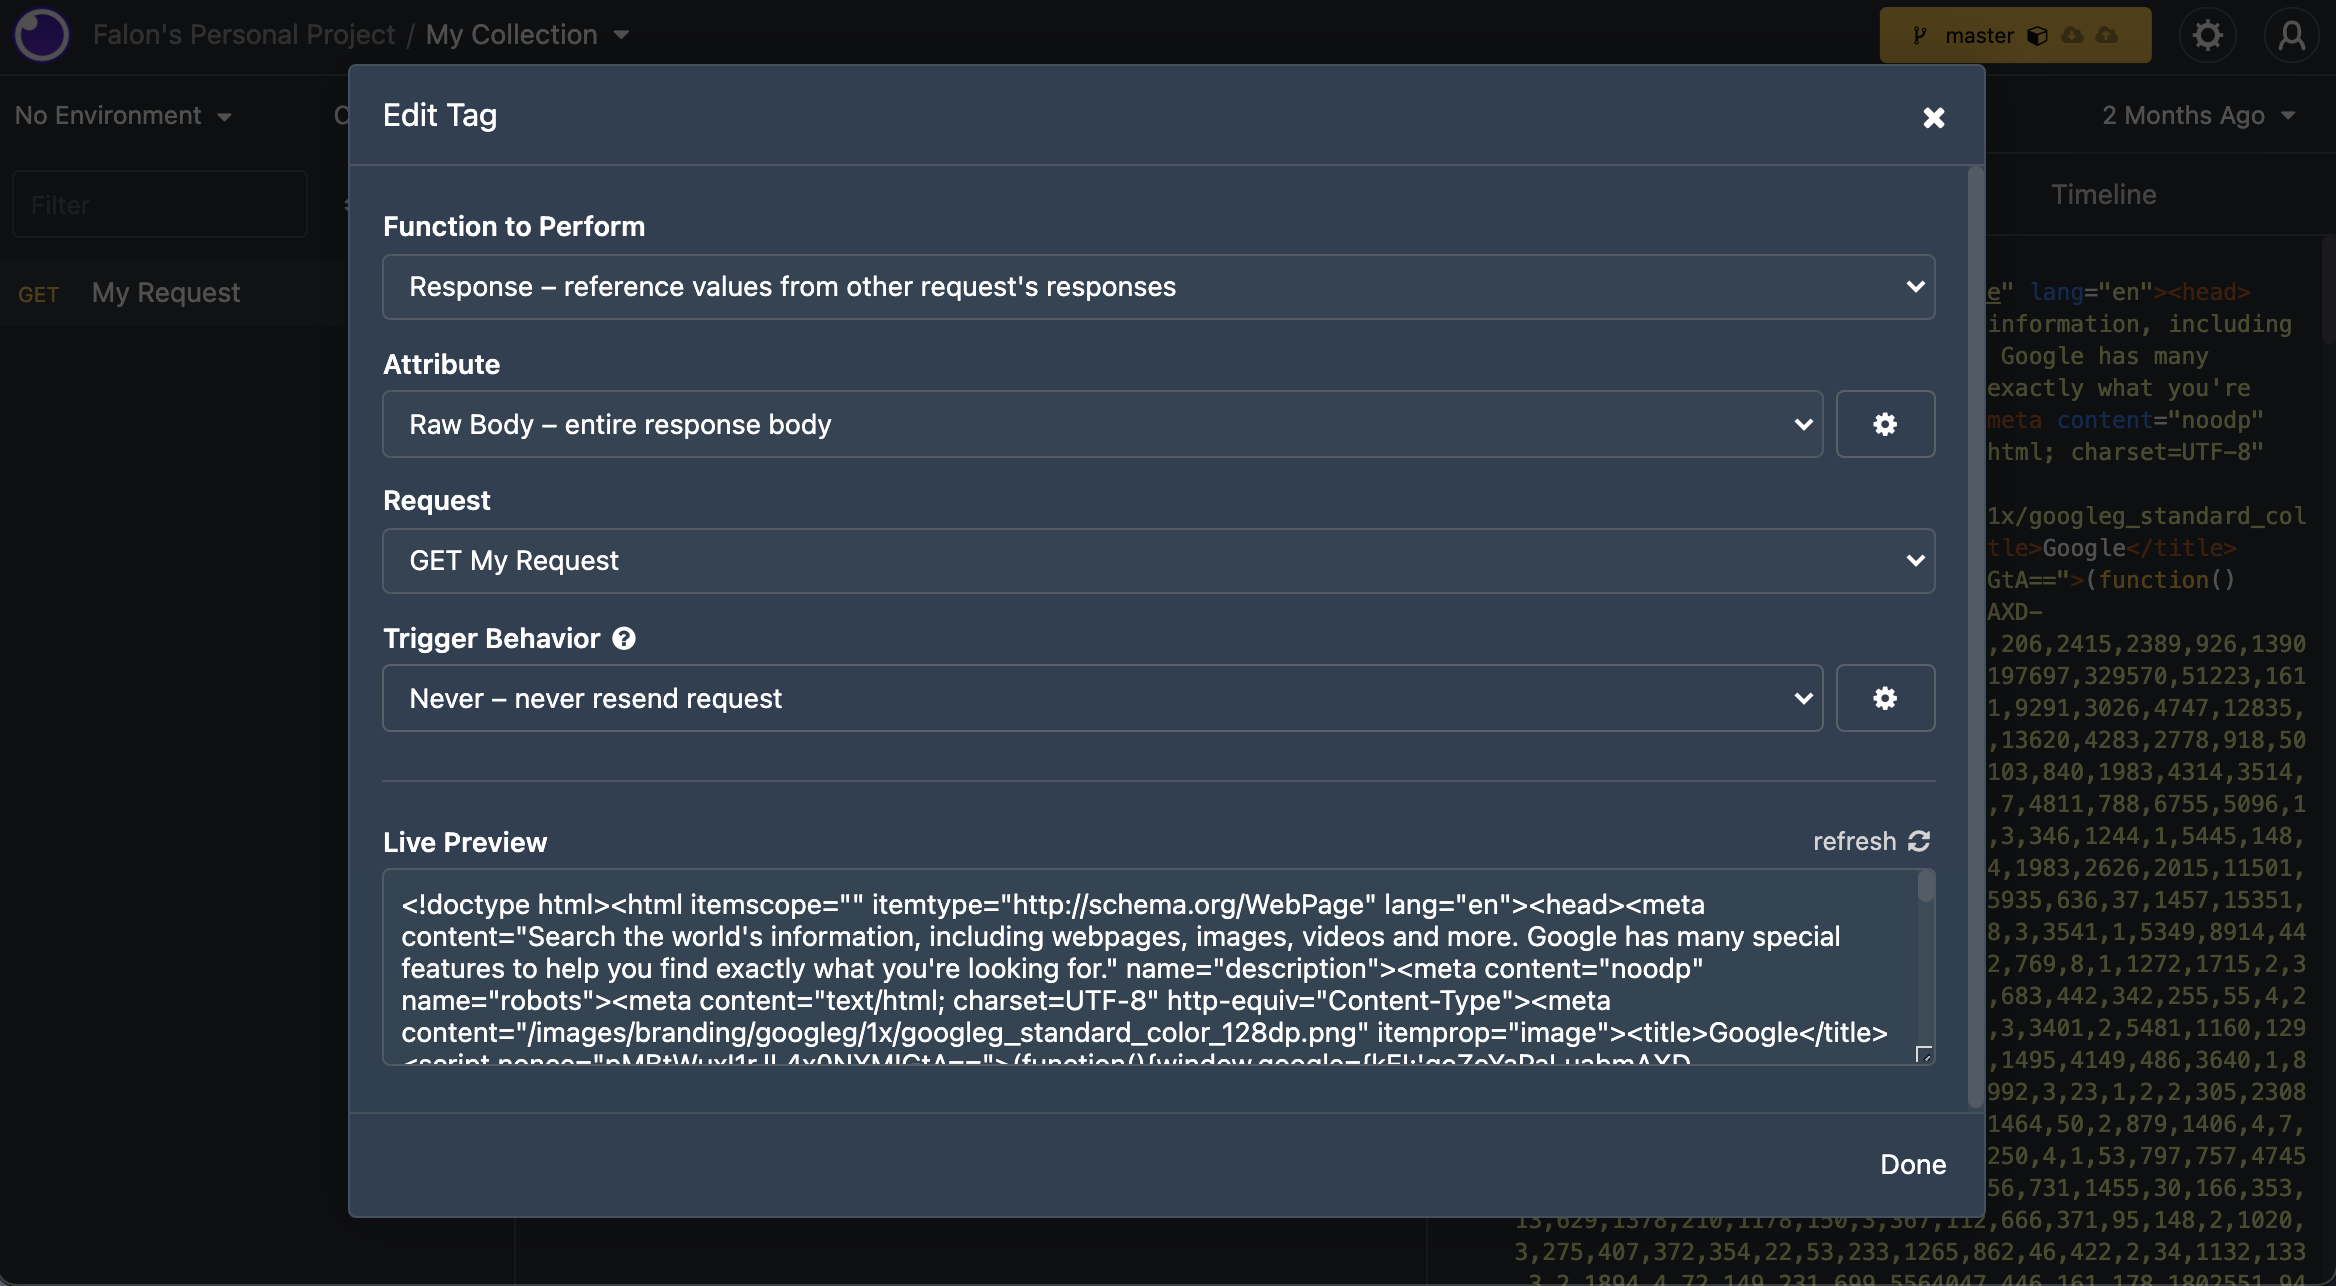 Falon's Personal Project / My Collection
master
No Environment
2 Months Ago
Edit Tag
Filter
Timeline
GET My Request
Function to Perform
Response – reference values from other request's responses
Attribute
Raw Body – entire response body
Request
GET My Request
Trigger Behavior
Never – never resend request
Live Preview
refresh
<!doctype html><html itemscope="" itemtype="http://schema.org/WebPage" lang="en"><head><meta
content="Search the world's information, including webpages, images, videos and more. Google has many special
features to help you find exactly what you're looking for." name="description"><meta content="noodp"
name="robots"><meta content="text/html; charset=UTF-8" http-equiv="Content-Type"><meta
content="/images/branding/googleg/1x/googleg_standard_color_128dp.png" itemprop="image"><title>Google</title>
Done
e" lang="en"><head>
information, including
Google has many
exactly what you're
meta content="noodp"
html; charset=UTF-8"
1x/googleg_standard_col
tle>Google</title>
GtA==">(function()
AXD-
,206,2415,2389,926,1390
197697,329570,51223,161
1,9291,3026,4747,12835,
,13620,4283,2778,918,50
103,840,1983,4314,3514,
,7,4811,788,6755,5096,1
,3,346,1244,1,5445,148,
4,1983,2626,2015,11501,
5935,636,37,1457,15351,
8,3,3541,1,5349,8914,44
2,769,8,1,1272,1715,2,3
,683,442,342,255,55,4,2
,3,3401,2,5481,1160,129
,1495,4149,486,3640,1,8
992,3,23,1,2,2,305,2308
1464,50,2,879,1406,4,7,
250,4,1,53,797,757,4745
56,731,1455,30,166,353,
13,629,1378,210,1178,150,3,367,112,666,371,95,148,2,1020,
3,275,407,372,354,22,53,233,1265,862,46,422,2,34,1132,133